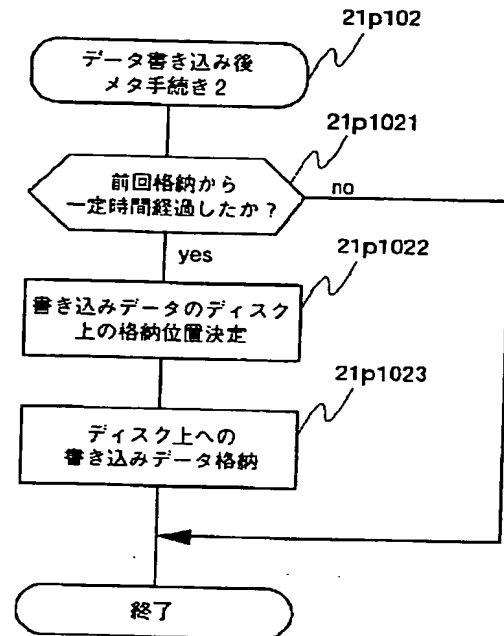 21p102
データ書き込み後
メタ手続き2
21p1021
前回格納から
一定時間経過したか？
no
yes
21p1022
書き込みデータのディスク
上の格納位置決定
21p1023
ディスク上への
書き込みデータ格納
終了